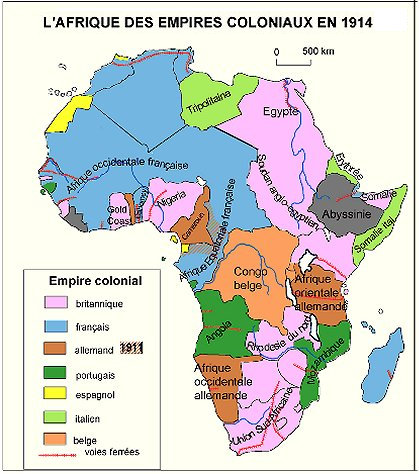 L'AFRIQUE DES EMPIRES COLONIAUX EN 1914
0 500 km
Tripolitaine
Egypte
Afrique occidentale française
Soudan anglo-égyptien
Erythrée
Somalie
Abyssinie
Somalie ital.
Nigeria
Gold
Coast
Cameroun
Afrique Equatoriale française
Congo
belge
Afrique
orientale
allemande
Angola
Rhodésie du nord
Mozambique
Afrique
occidentale
allemande
Union Sud Africaine
Empire colonial
britannique
français
allemand 1911
portugais
espagnol
italien
belge
voies ferrées